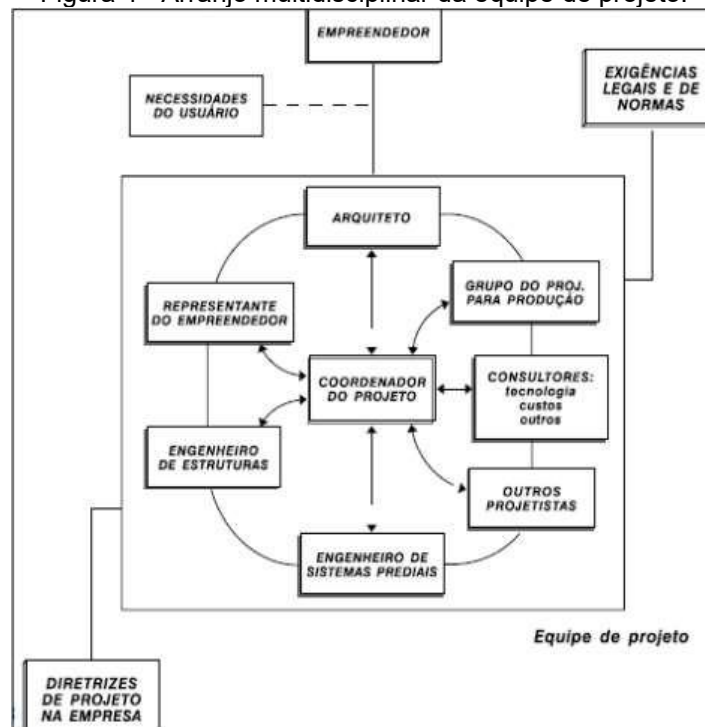 EMPREENDEDOR
EXIGÊNCIAS
LEGAIS E DE
NORMAS
NECESSIDADES
DO USUÁRIO
ARQUITETO
GRUPO DO PROJ.
PARA PRODUÇÃO
REPRESENTANTE
DO EMPREENDEDOR
COORDENADOR
DO PROJETO
CONSULTORES:
tecnologia
custos
outros
ENGENHEIRO
DE ESTRUTURAS
OUTROS
PROJETISTAS
ENGENHEIRO DE
SISTEMAS PREDIAIS
Equipe de projeto
DIRETRIZES
DE PROJETO
NA EMPRESA